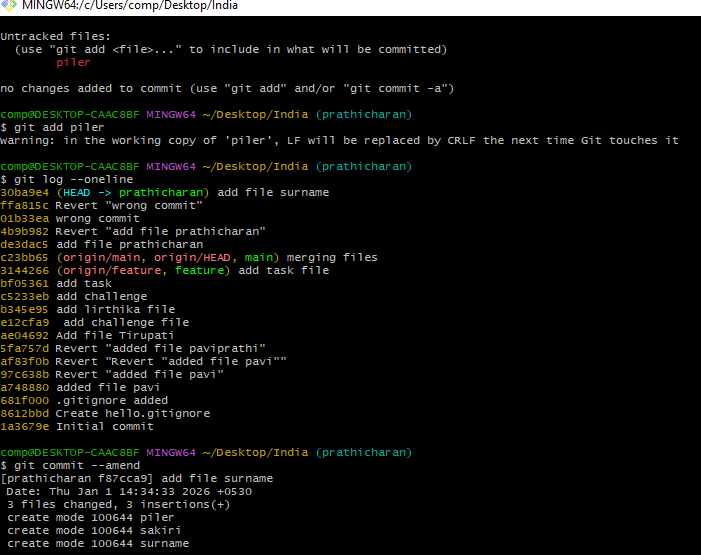 MINGW64:/c/Users/comp/Desktop/India
Untracked files:
  (use "git add <file>..." to include in what will be committed)
        piler
no changes added to commit (use "git add" and/or "git commit -a")
comp@DESKTOP-CAAC8BF MINGW64 ~/Desktop/India (prathicharan)
$ git add piler
warning: in the working copy of 'piler', LF will be replaced by CRLF the next time Git touches it
comp@DESKTOP-CAAC8BF MINGW64 ~/Desktop/India (prathicharan)
$ git log --oneline
30ba9e4 (HEAD -> prathicharan) add file surname
ffa815c Revert "wrong commit"
01b33ea wrong commit
4b9b982 Revert "add file prathicharan"
de3dac5 add file prathicharan
c23bb65 (origin/main, origin/HEAD, main) merging files
3144266 (origin/feature, feature) add task file
bf05361 add task
c5233eb add challenge
b345e95 add lirthika file
e12cfa9  add challenge file
ae04692 Add file Tirupati
5fa757d Revert "added file paviprathi"
af83f0b Revert "Revert "added file pavi""
97c638b Revert "added file pavi"
a748880 added file pavi
681f000 .gitignore added
8612bbd Create hello.gitignore
1a3679e Initial commit
comp@DESKTOP-CAAC8BF MINGW64 ~/Desktop/India (prathicharan)
$ git commit --amend
[prathicharan f87cca9] add file surname
 Date: Thu Jan 1 14:34:33 2026 +0530
 3 files changed, 3 insertions(+)
 create mode 100644 piler
 create mode 100644 sakiri
 create mode 100644 surname